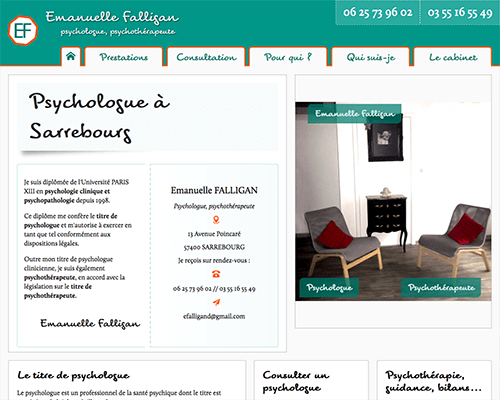 EF
Emanuelle Falligan
psychologue, psychothérapeute
06 25 73 96 02
03 55 16 55 49
Prestations
Consultation
Pour qui ?
Qui suis-je
Le cabinet
Psychologue à
Sarrebourg
Je suis diplômée de l'Université PARIS
XIII en psychologie clinique et
psychopathologie depuis 1998.
Ce diplôme me confère le titre de
psychologue et m'autorise à exercer en
tant que tel conformément aux
dispositions légales.
Outre mon titre de psychologue
clinicienne, je suis également
psychothérapeute, en accord avec la
législation sur le titre de
psychothérapeute.
Emanuelle Falligan
Emanuelle FALLIGAN
Psychologue, psychothérapeute
13 Avenue Poincaré
57400 SARREBOURG
Je reçois sur rendez-vous :
06 25 73 96 02 // 03 55 16 55 49
efalligand@gmail.com
Emanuelle Falligan
Psychologue
Psychothérapeute
Le titre de psychologue
Le psychologue est un professionnel de la santé psychique dont le titre est
Consulter un
psychologue
Psychothérapie,
guidance, bilans...